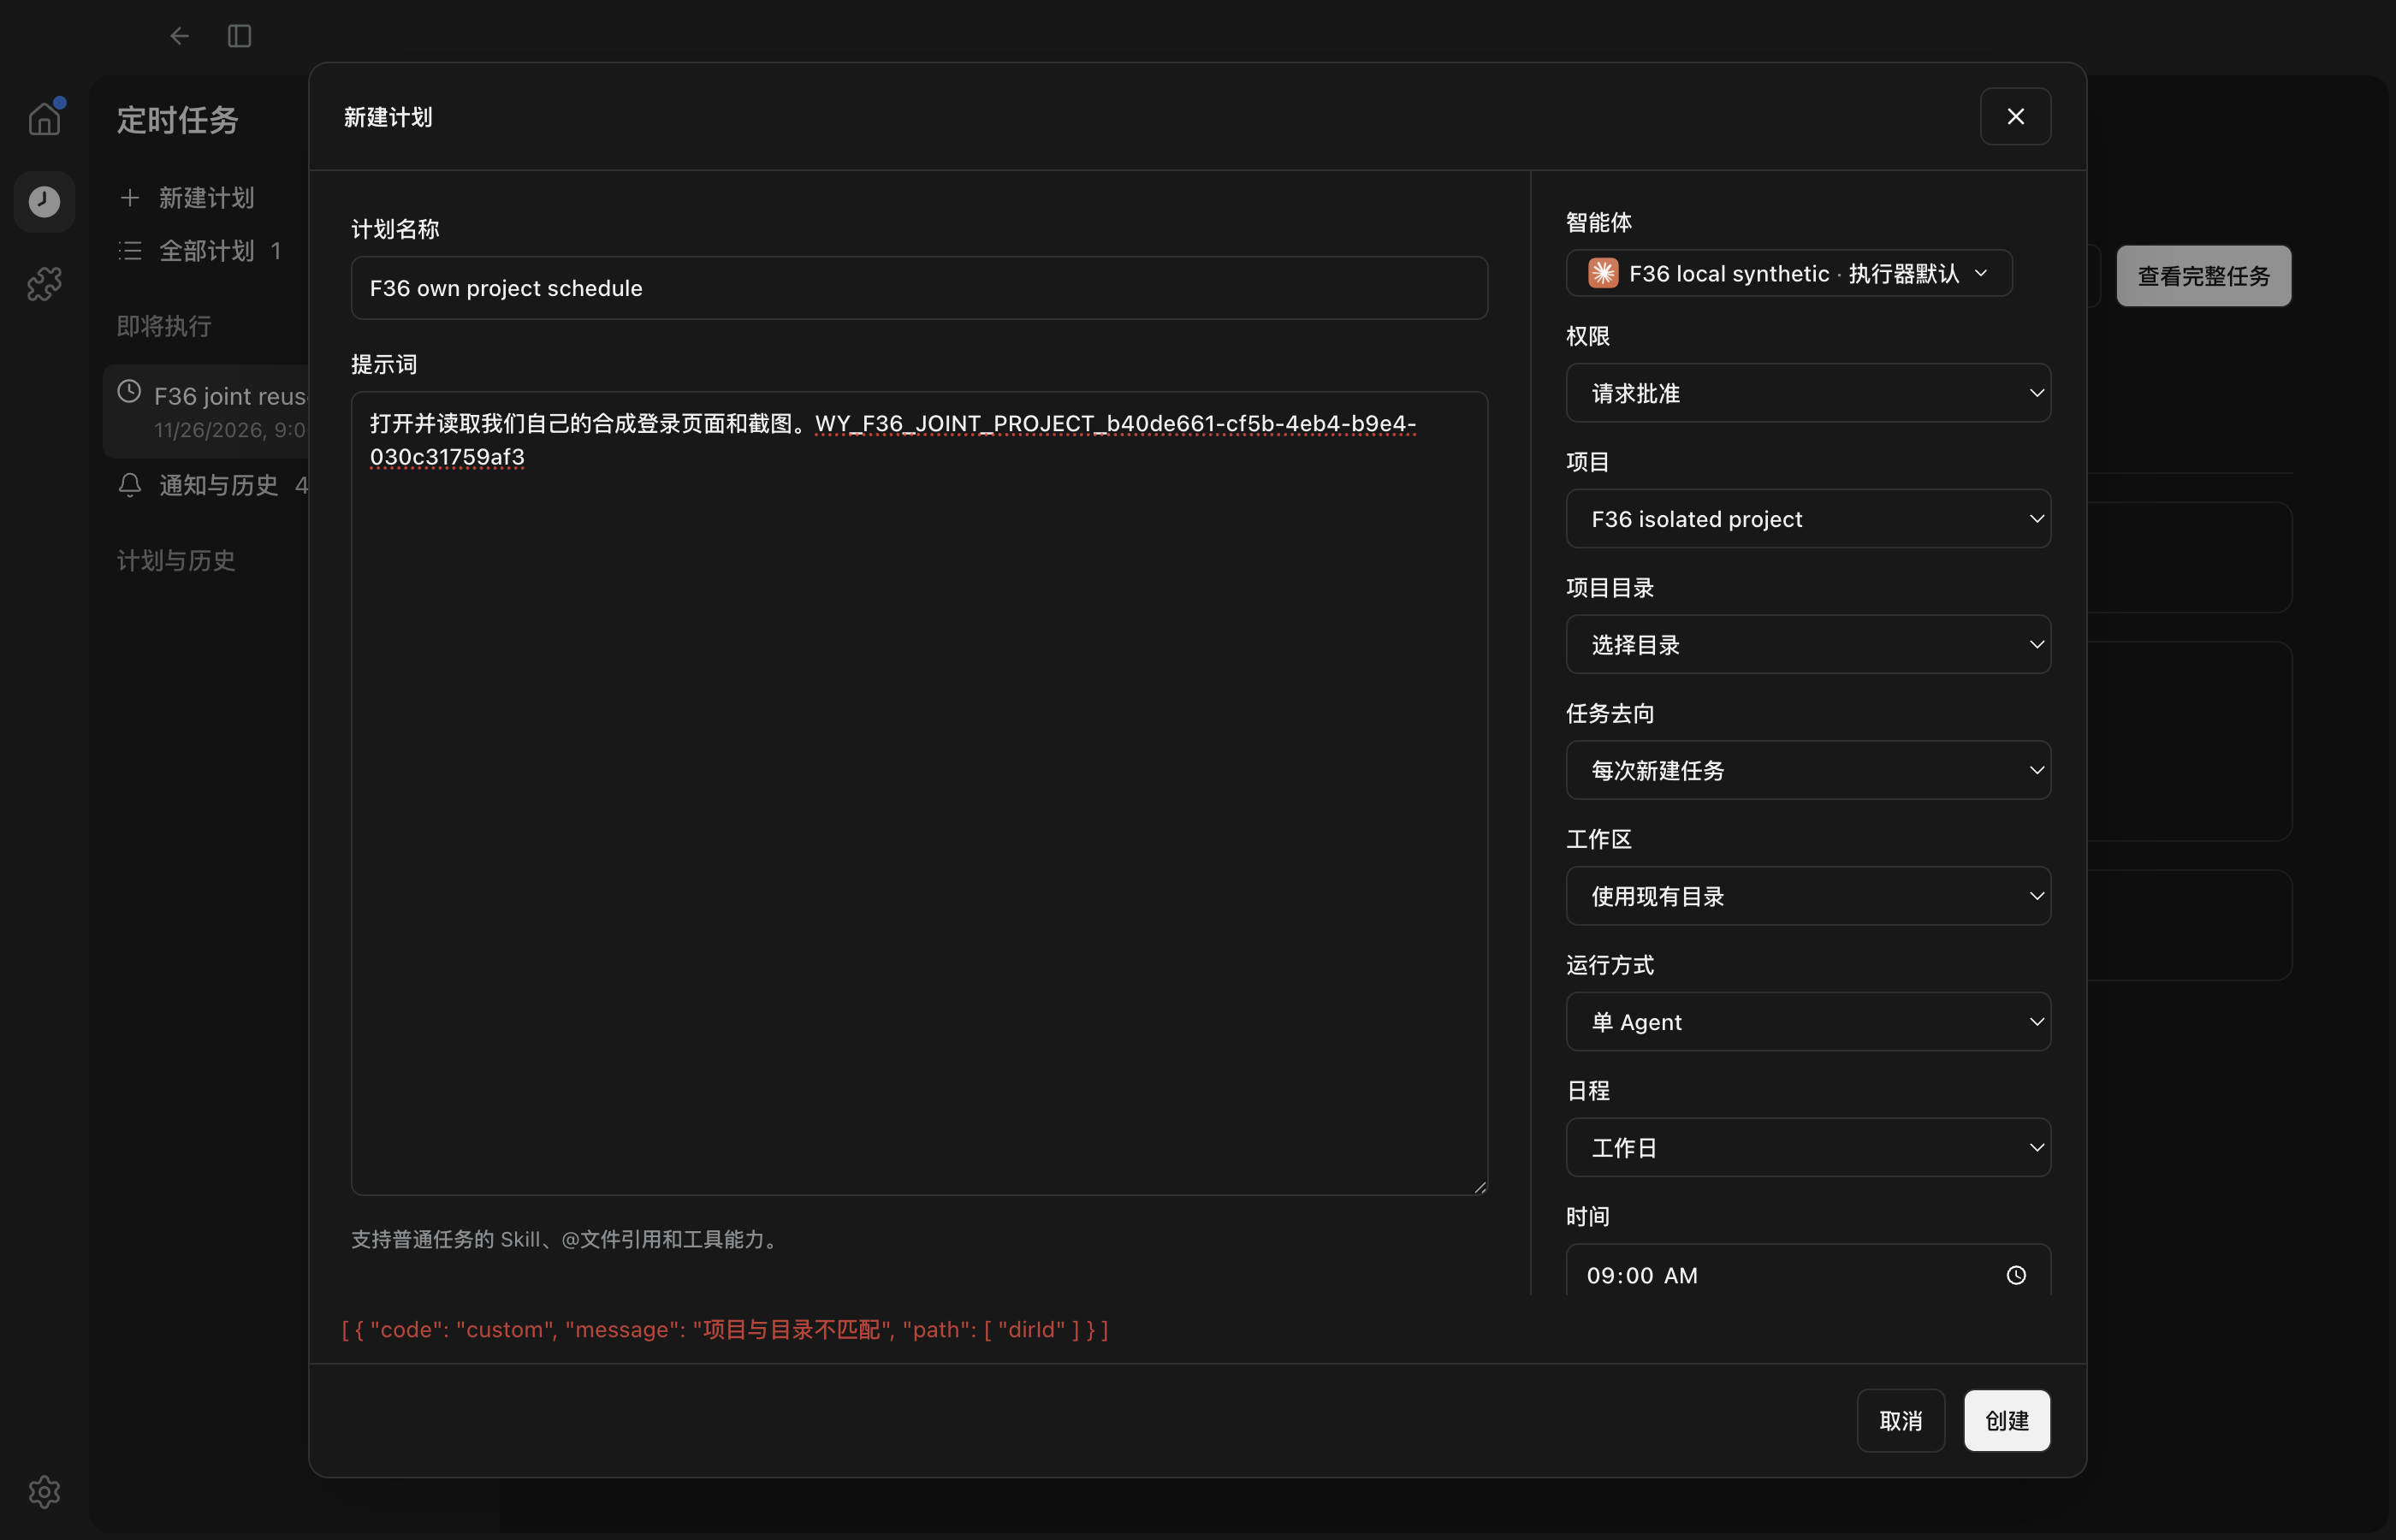 定时任务
新建计划
全部计划 1
即将执行
F36 joint reus
11/26/2026, 9:0
通知与历史 4
计划与历史
查看完整任务
新建计划
计划名称
F36 own project schedule
提示词
打开并读取我们自己的合成登录页面和截图。WY_F36_JOINT_PROJECT_b40de661-cf5b-4eb4-b9e4-
030c31759af3
支持普通任务的 Skill、@文件引用和工具能力。
智能体
F36 local synthetic · 执行器默认
权限
请求批准
项目
F36 isolated project
项目目录
选择目录
任务去向
每次新建任务
工作区
使用现有目录
运行方式
单 Agent
日程
工作日
时间
09:00 AM
[ { "code": "custom", "message": "项目与目录不匹配", "path": [ "dirId" ] } ]
取消
创建